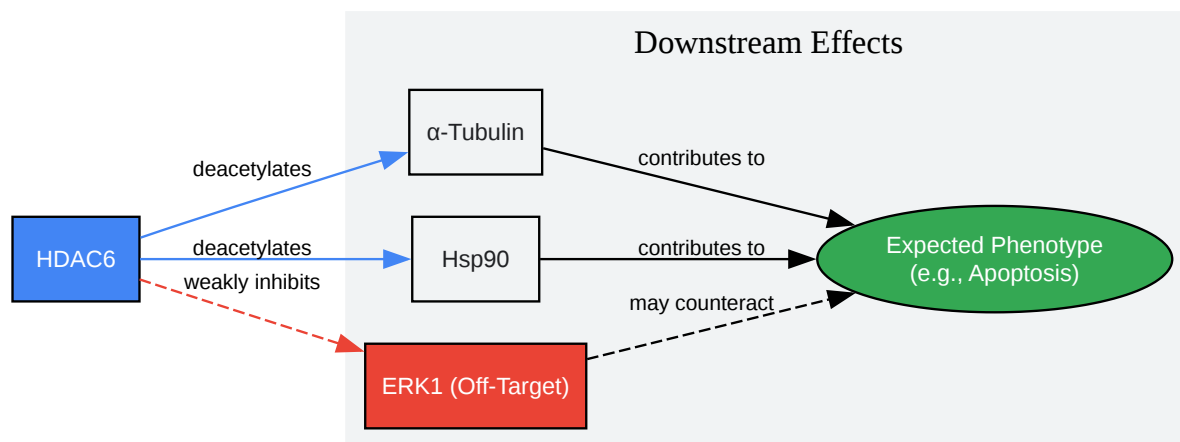 Downstream Effects
α-Tubulin
deacetylates
contributes to
HDAC6
deacetylates
Hsp90
contributes to
Expected Phenotype
(e.g., Apoptosis)
weakly inhibits
may counteract
ERK1 (Off-Target)